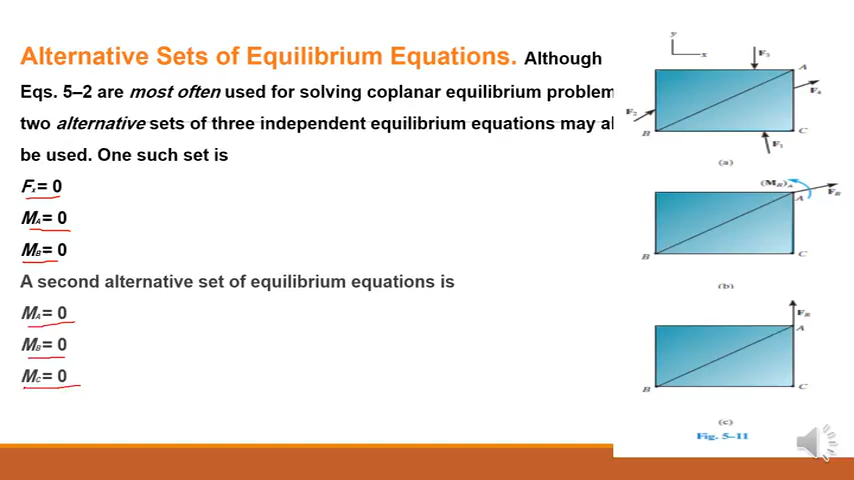 Alternative Sets of Equilibrium Equations. Although
Eqs. 5–2 are most often used for solving coplanar equilibrium problem
two alternative sets of three independent equilibrium equations may al
be used. One such set is
Fx= 0
MA= 0
MB= 0
A second alternative set of equilibrium equations is
MA= 0
MB= 0
MC= 0
y
x
F3
A
F4
F2
B
C
F1
(a)
(MR)A
FR
A
B
C
(b)
FR
A
B
C
(c)
Fig. 5–11